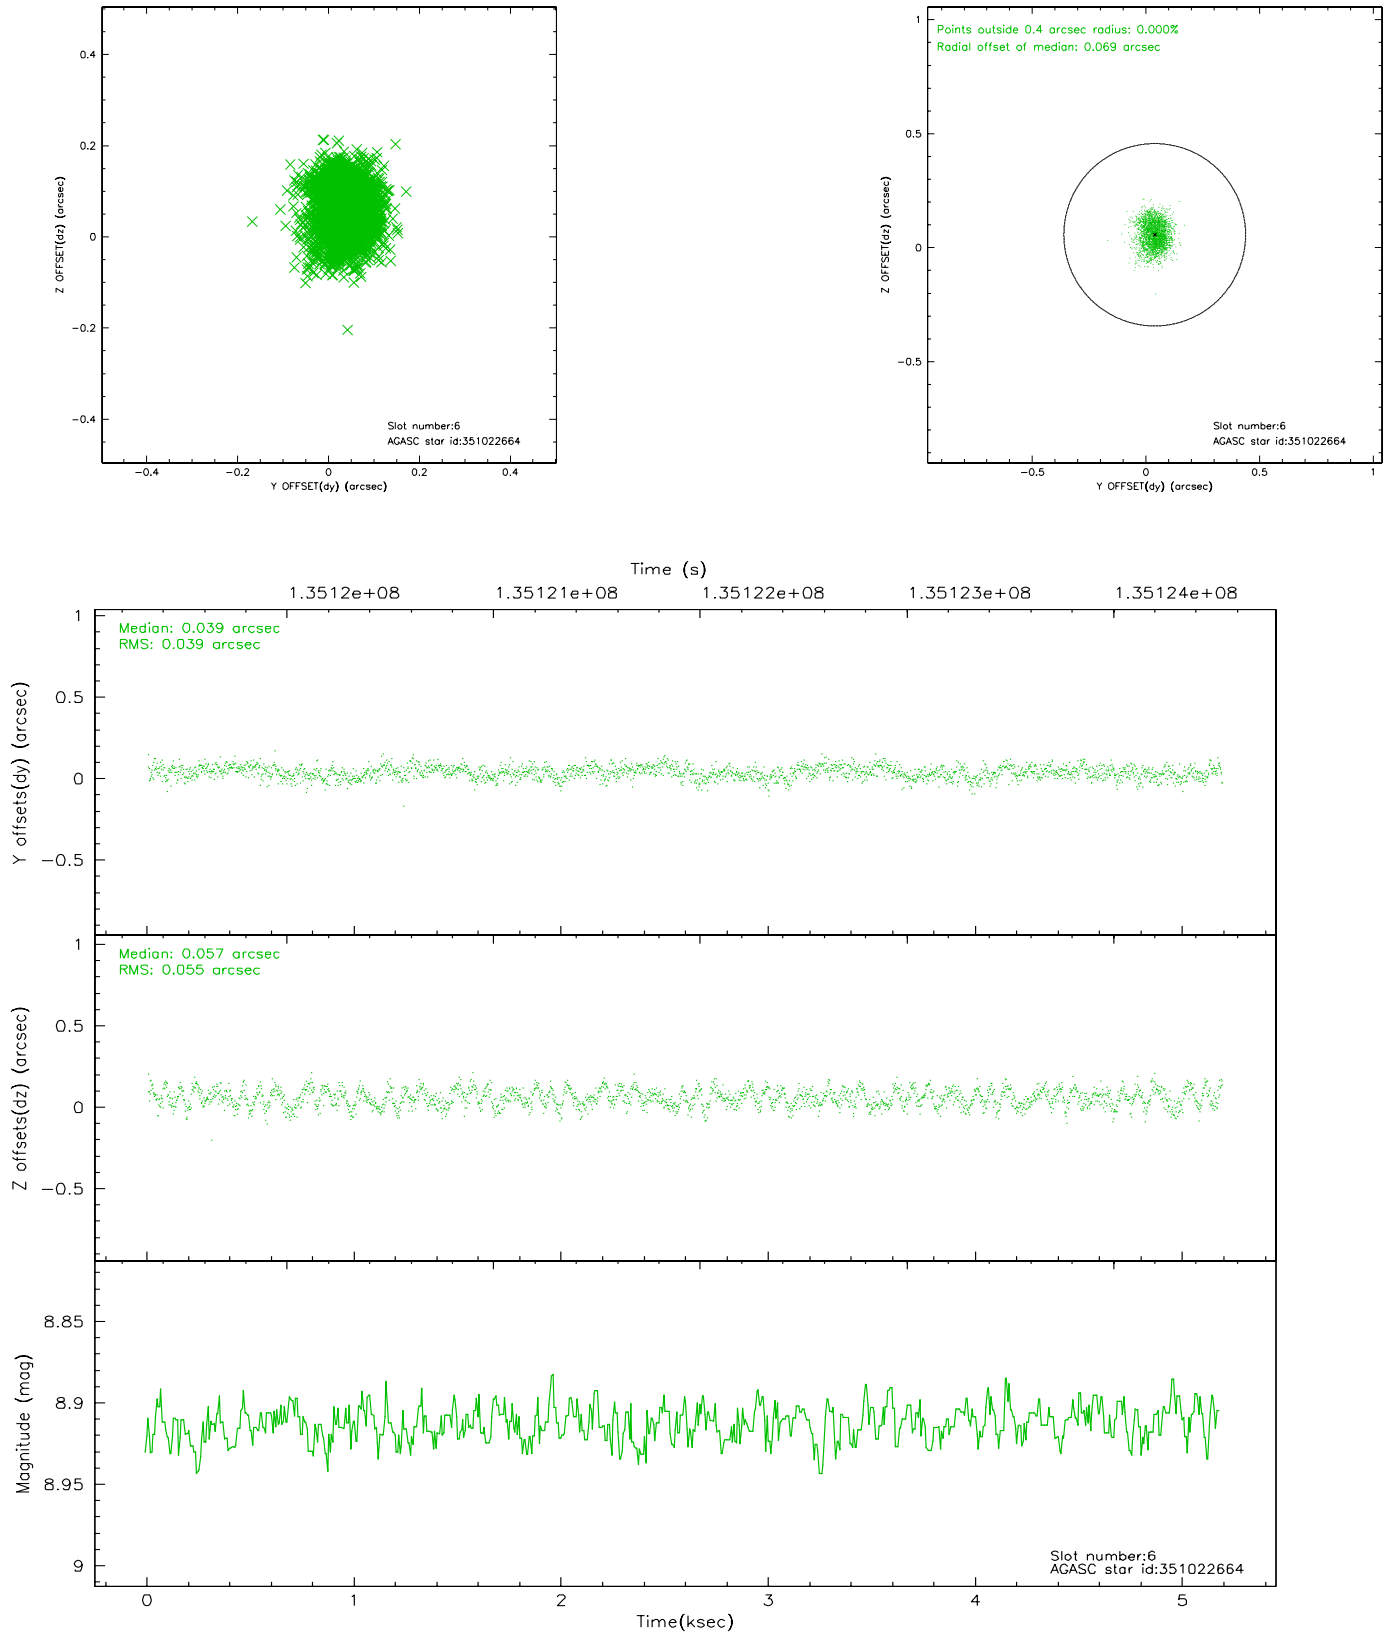 0.4
0.2
0
−0.2
−0.4
Z OFFSET(dz) (arcsec)
Slot number:6
AGASC star id:351022664
−0.4 −0.2 0 0.2 0.4
Y OFFSET(dy) (arcsec)
Points outside 0.4 arcsec radius: 0.000%
Radial offset of median: 0.069 arcsec
1
0.5
0
−0.5
Z OFFSET(dz) (arcsec)
Slot number:6
AGASC star id:351022664
−0.5 0 0.5 1
Y OFFSET(dy) (arcsec)
Time (s)
1.3512e+08 1.35121e+08 1.35122e+08 1.35123e+08 1.35124e+08
Median: 0.039 arcsec
RMS: 0.039 arcsec
1
0.5
0
−0.5
Y offsets(dy) (arcsec)
Median: 0.057 arcsec
RMS: 0.055 arcsec
1
0.5
0
−0.5
Z offsets(dz) (arcsec)
8.85
8.9
8.95
9
Magnitude (mag)
Slot number:6
AGASC star id:351022664
0 1 2 3 4 5
Time(ksec)